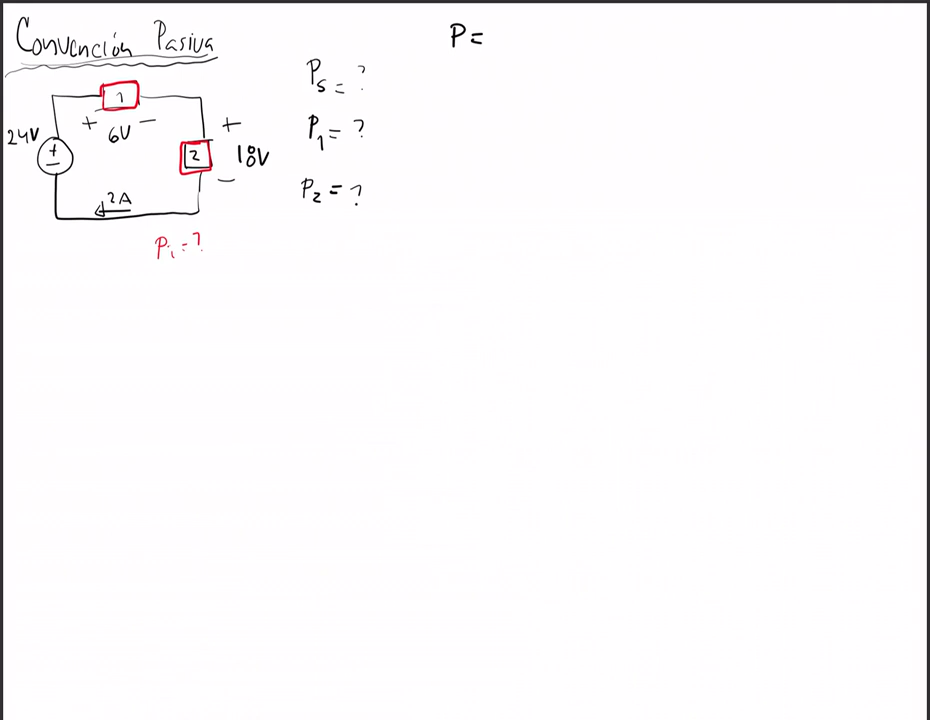 Convención Pasiva
P=
Ps = ?
1
+ 6V -
24V
+
-
P1 = ?
2
+ 18V -
P2 = ?
2A
Pi = ?